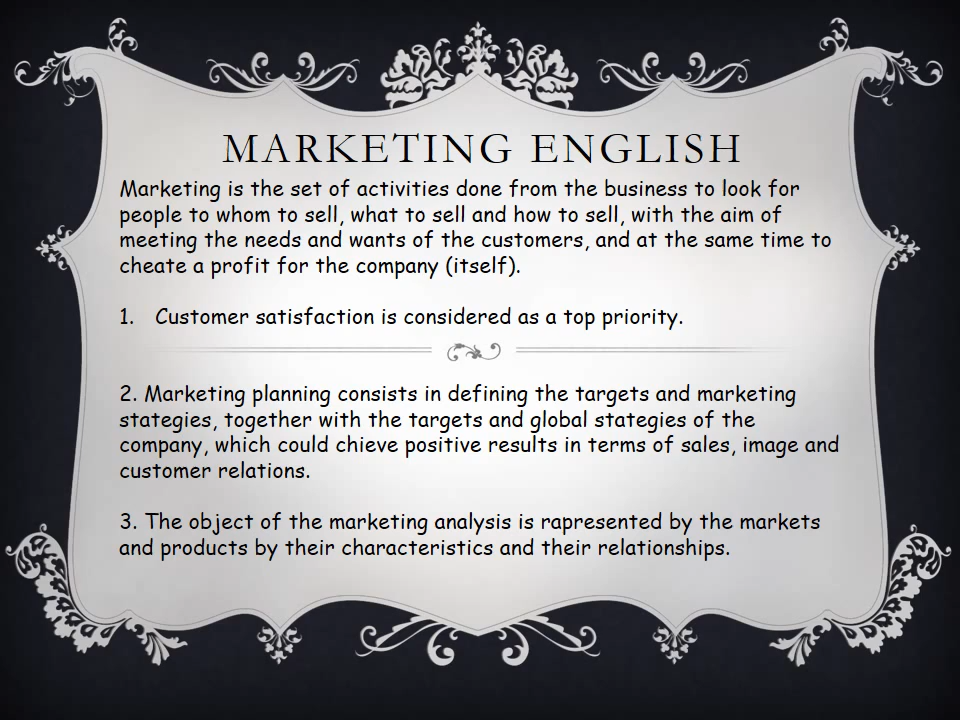 MARKETING ENGLISH
Marketing is the set of activities done from the business to look for
people to whom to sell, what to sell and how to sell, with the aim of
meeting the needs and wants of the customers, and at the same time to
cheate a profit for the company (itself).
1. Customer satisfaction is considered as a top priority.
2. Marketing planning consists in defining the targets and marketing
stategies, together with the targets and global stategies of the
company, which could chieve positive results in terms of sales, image and
customer relations.
3. The object of the marketing analysis is rapresented by the markets
and products by their characteristics and their relationships.